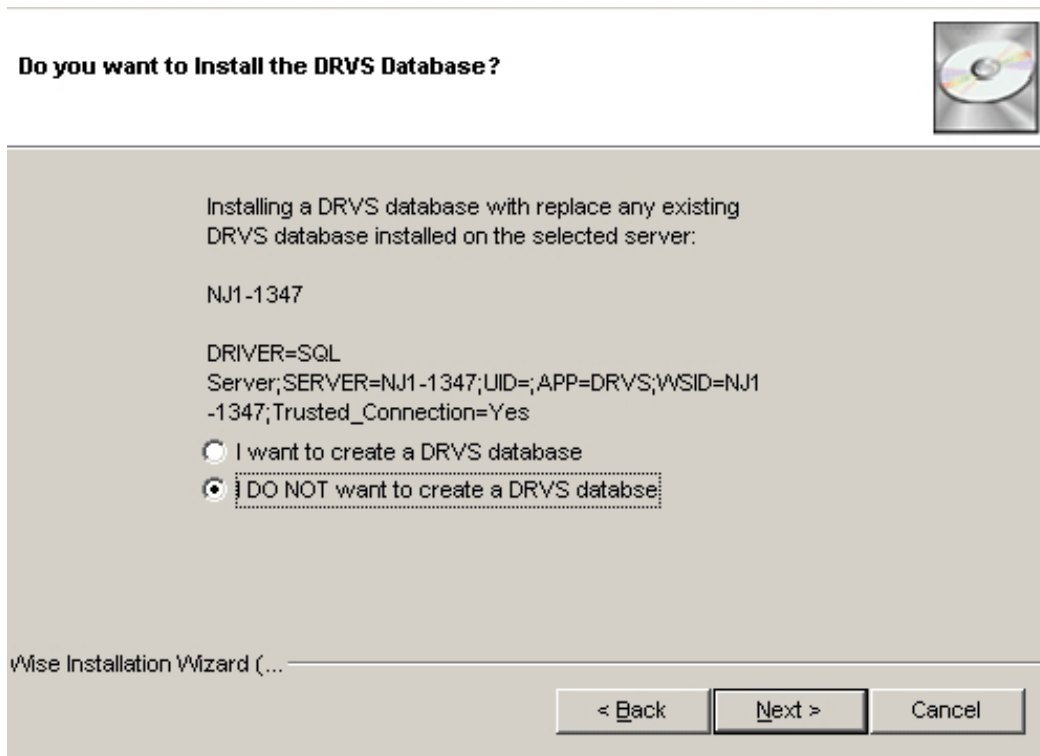 Do you want to Install the DRVS Database?
Installing a DRVS database with replace any existing
DRVS database installed on the selected server:
NJ1-1347
DRIVER=SQL
Server;SERVER=NJ1-1347;UID=;APP=DRVS;WSID=NJ1
-1347;Trusted_Connection=Yes
I want to create a DRVS database
I DO NOT want to create a DRVS databse
Wise Installation Wizard (...
< Back Next > Cancel